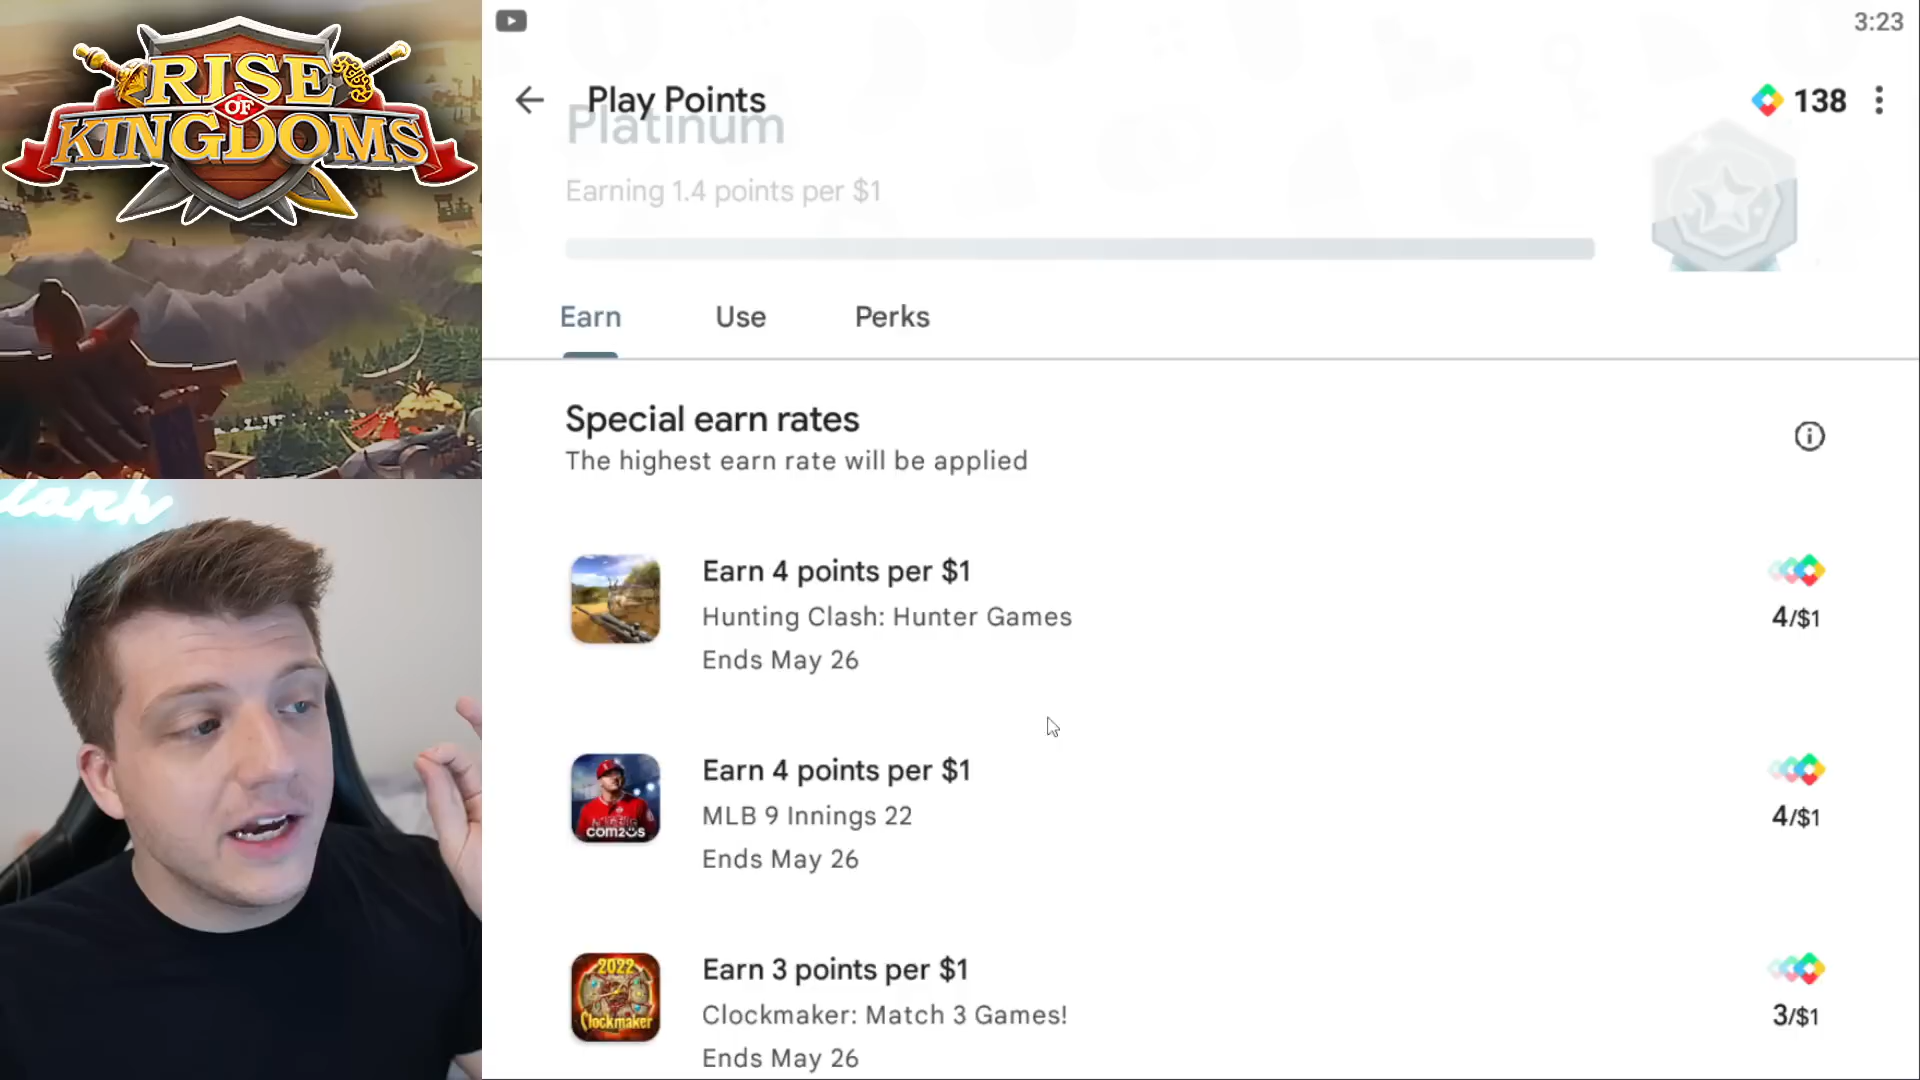 RISE
OF
KINGDOMS
3:23
Play Points
138
Platinum
Earning 1.4 points per $1
Earn
Use
Perks
Special earn rates
The highest earn rate will be applied
Earn 4 points per $1
Hunting Clash: Hunter Games
Ends May 26
4/$1
Earn 4 points per $1
MLB 9 Innings 22
Ends May 26
4/$1
COM2US
Earn 3 points per $1
Clockmaker: Match 3 Games!
Ends May 26
3/$1
2022
Clockmaker